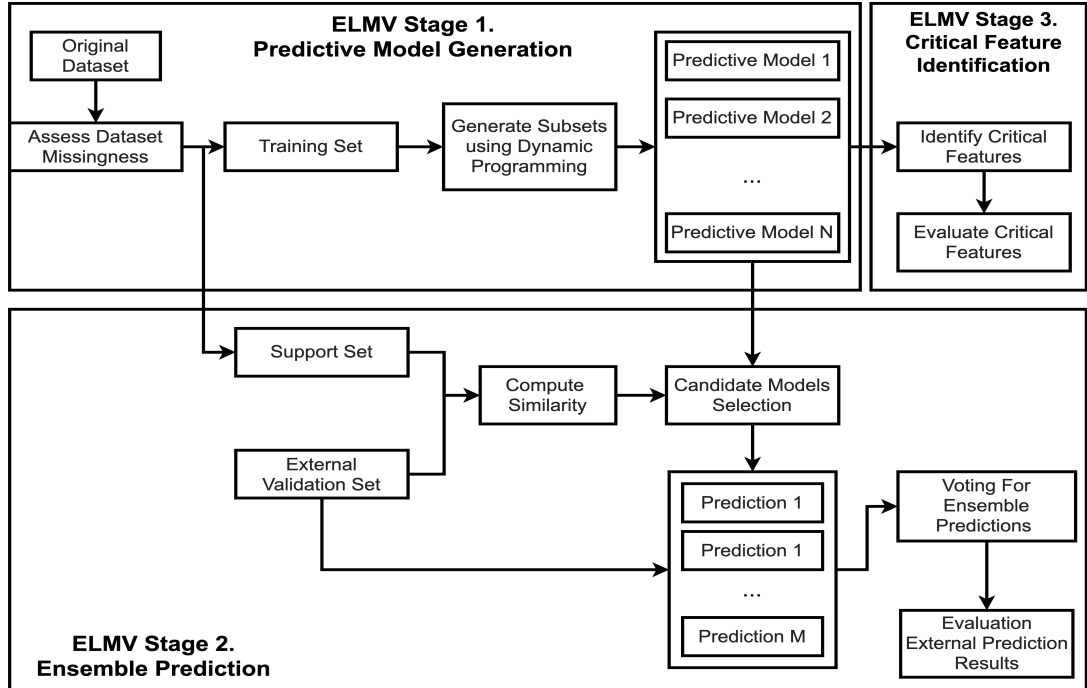 ELMV Stage 1.
Predictive Model Generation
Original
Dataset
Assess Dataset
Missingness
Training Set
Generate Subsets
using Dynamic
Programming
Predictive Model 1
Predictive Model 2
...
Predictive Model N
ELMV Stage 3.
Critical Feature
Identification
Identify Critical
Features
Evaluate Critical
Features
Support Set
External
Validation Set
Compute
Similarity
Candidate Models
Selection
Prediction 1
Prediction 1
...
Prediction M
Voting For
Ensemble
Predictions
Evaluation
External Prediction
Results
ELMV Stage 2.
Ensemble Prediction